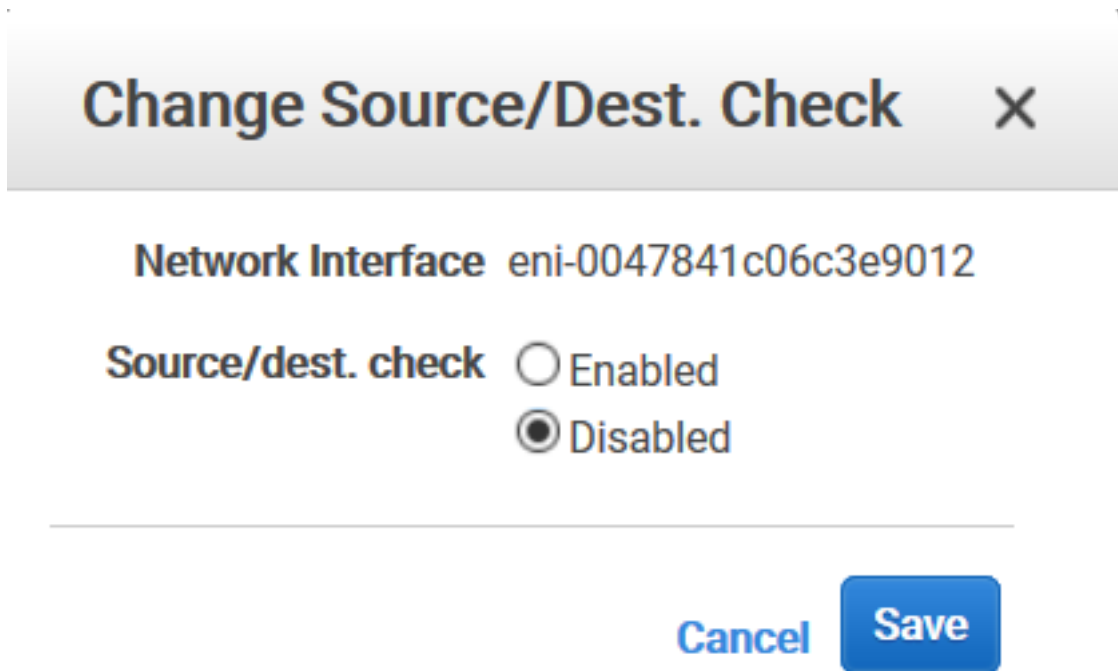 Change Source/Dest. Check
Network Interface eni-0047841c06c3e9012
Source/dest. check Enabled
Disabled
Cancel Save